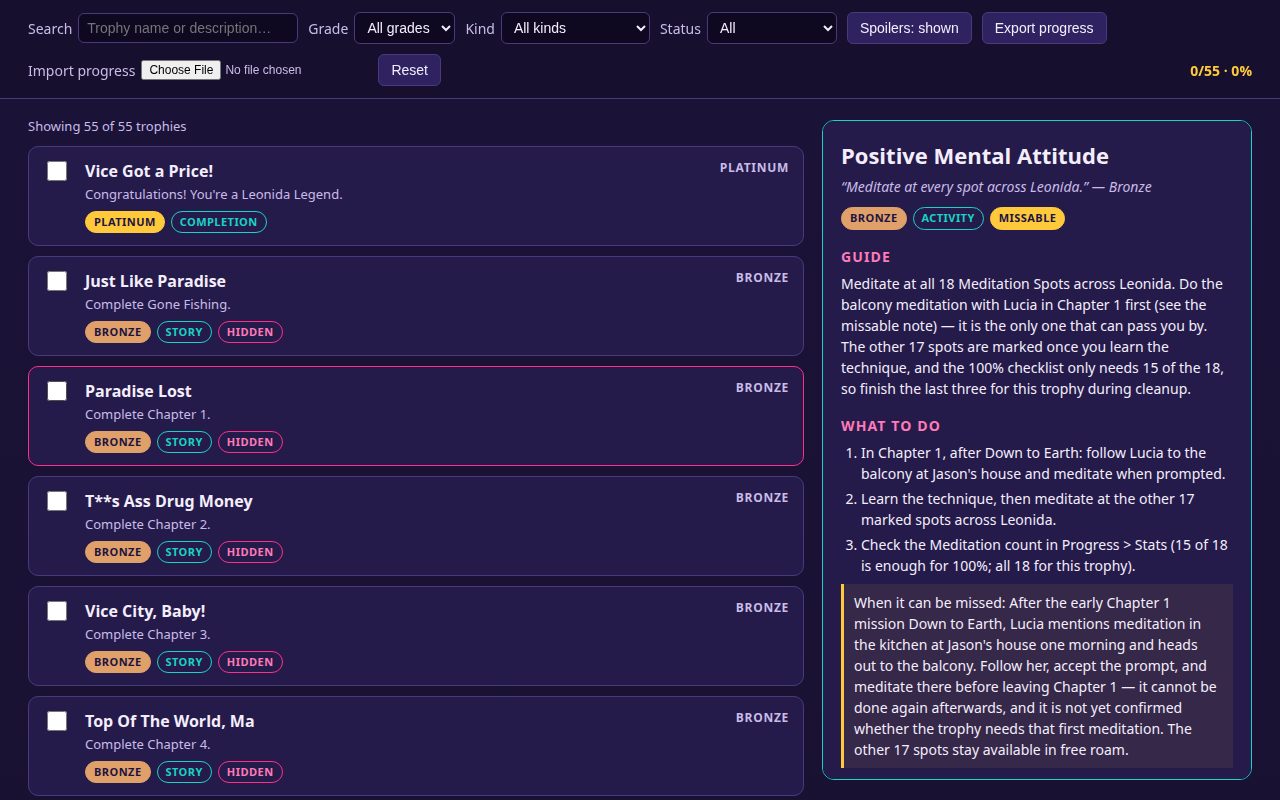 Search Trophy name or description… Grade All grades Kind All kinds Status All Spoilers: shown Export progress
Import progress Choose File No file chosen Reset 0/55 · 0%
Showing 55 of 55 trophies
Vice Got a Price! PLATINUM
Congratulations! You're a Leonida Legend.
PLATINUM COMPLETION
Just Like Paradise BRONZE
Complete Gone Fishing.
BRONZE STORY HIDDEN
Paradise Lost BRONZE
Complete Chapter 1.
BRONZE STORY HIDDEN
T**s Ass Drug Money BRONZE
Complete Chapter 2.
BRONZE STORY HIDDEN
Vice City, Baby! BRONZE
Complete Chapter 3.
BRONZE STORY HIDDEN
Top Of The World, Ma BRONZE
Complete Chapter 4.
BRONZE STORY HIDDEN
Positive Mental Attitude
“Meditate at every spot across Leonida.” — Bronze
BRONZE ACTIVITY MISSABLE
GUIDE
Meditate at all 18 Meditation Spots across Leonida. Do the
balcony meditation with Lucia in Chapter 1 first (see the
missable note) — it is the only one that can pass you by.
The other 17 spots are marked once you learn the
technique, and the 100% checklist only needs 15 of the 18,
so finish the last three for this trophy during cleanup.
WHAT TO DO
1. In Chapter 1, after Down to Earth: follow Lucia to the
balcony at Jason's house and meditate when prompted.
2. Learn the technique, then meditate at the other 17
marked spots across Leonida.
3. Check the Meditation count in Progress > Stats (15 of 18
is enough for 100%; all 18 for this trophy).
When it can be missed: After the early Chapter 1
mission Down to Earth, Lucia mentions meditation in
the kitchen at Jason's house one morning and heads
out to the balcony. Follow her, accept the prompt, and
meditate there before leaving Chapter 1 — it cannot be
done again afterwards, and it is not yet confirmed
whether the trophy needs that first meditation. The
other 17 spots stay available in free roam.